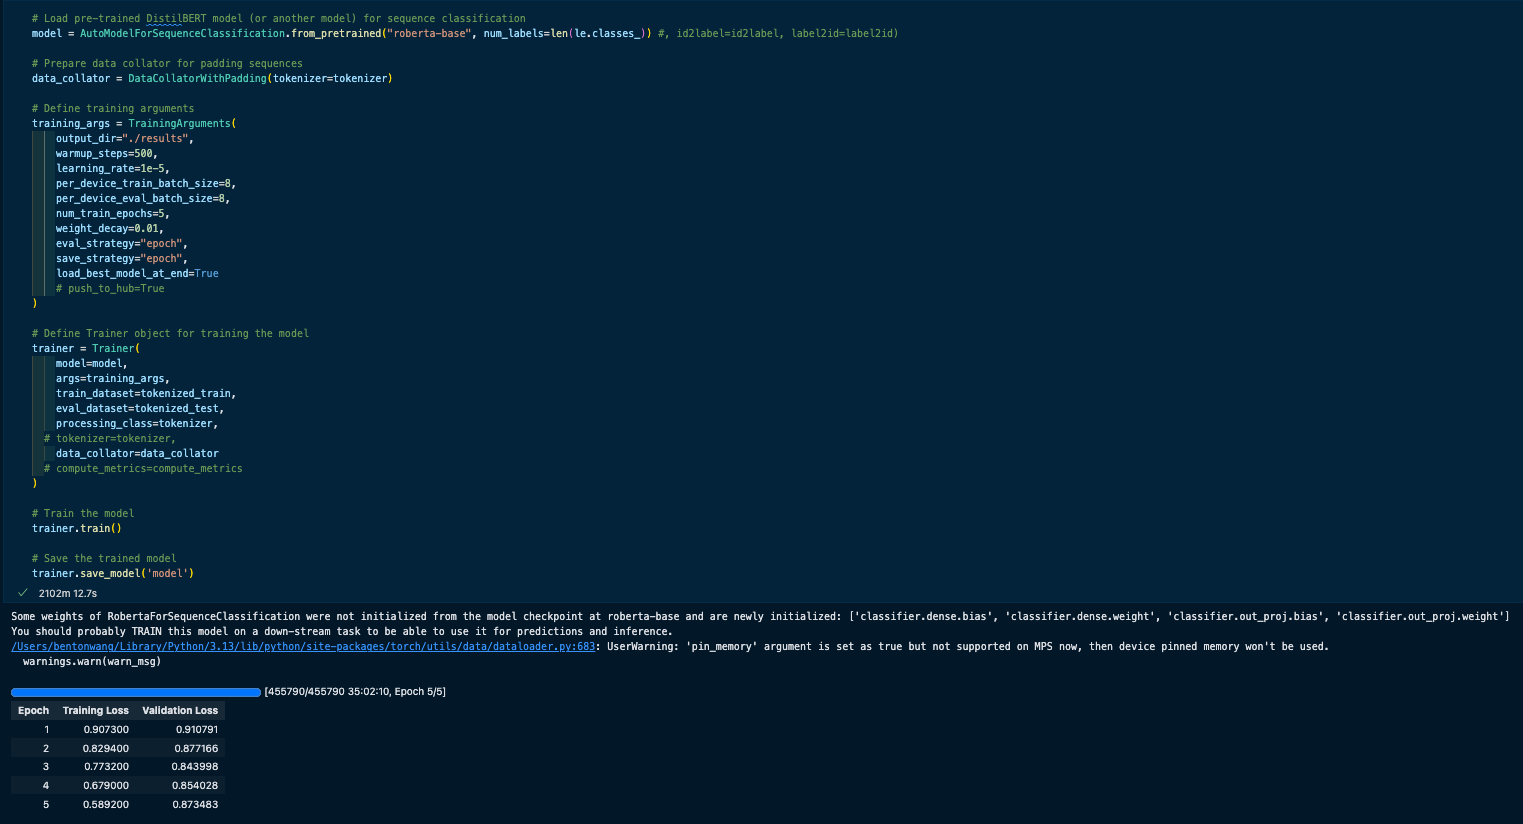 # Load pre-trained DistilBERT model (or another model) for sequence classification
model = AutoModelForSequenceClassification.from_pretrained("roberta-base", num_labels=len(le.classes_)) #, id2label=id2label, label2id=label2id)
# Prepare data collator for padding sequences
data_collator = DataCollatorWithPadding(tokenizer=tokenizer)
# Define training arguments
training_args = TrainingArguments(
output_dir="./results",
warmup_steps=500,
learning_rate=1e-5,
per_device_train_batch_size=8,
per_device_eval_batch_size=8,
num_train_epochs=5,
weight_decay=0.01,
eval_strategy="epoch",
save_strategy="epoch",
load_best_model_at_end=True
# push_to_hub=True
)
# Define Trainer object for training the model
trainer = Trainer(
model=model,
args=training_args,
train_dataset=tokenized_train,
eval_dataset=tokenized_test,
processing_class=tokenizer,
# tokenizer=tokenizer,
data_collator=data_collator
# compute_metrics=compute_metrics
)
# Train the model
trainer.train()
# Save the trained model
trainer.save_model('model')
✓ 2102m 12.7s
Some weights of RobertaForSequenceClassification were not initialized from the model checkpoint at roberta-base and are newly initialized: ['classifier.dense.bias', 'classifier.dense.weight', 'classifier.out_proj.bias', 'classifier.out_proj.weight']
You should probably TRAIN this model on a down-stream task to be able to use it for predictions and inference.
/Users/bentonwang/Library/Python/3.13/lib/python/site-packages/torch/utils/data/dataloader.py:683: UserWarning: 'pin_memory' argument is set as true but not supported on MPS now, then device pinned memory won't be used.
warnings.warn(warn_msg)
[455790/455790 35:02:10, Epoch 5/5]
Epoch Training Loss Validation Loss
1 0.907300 0.910791
2 0.829400 0.877166
3 0.773200 0.843998
4 0.679000 0.854028
5 0.589200 0.873483